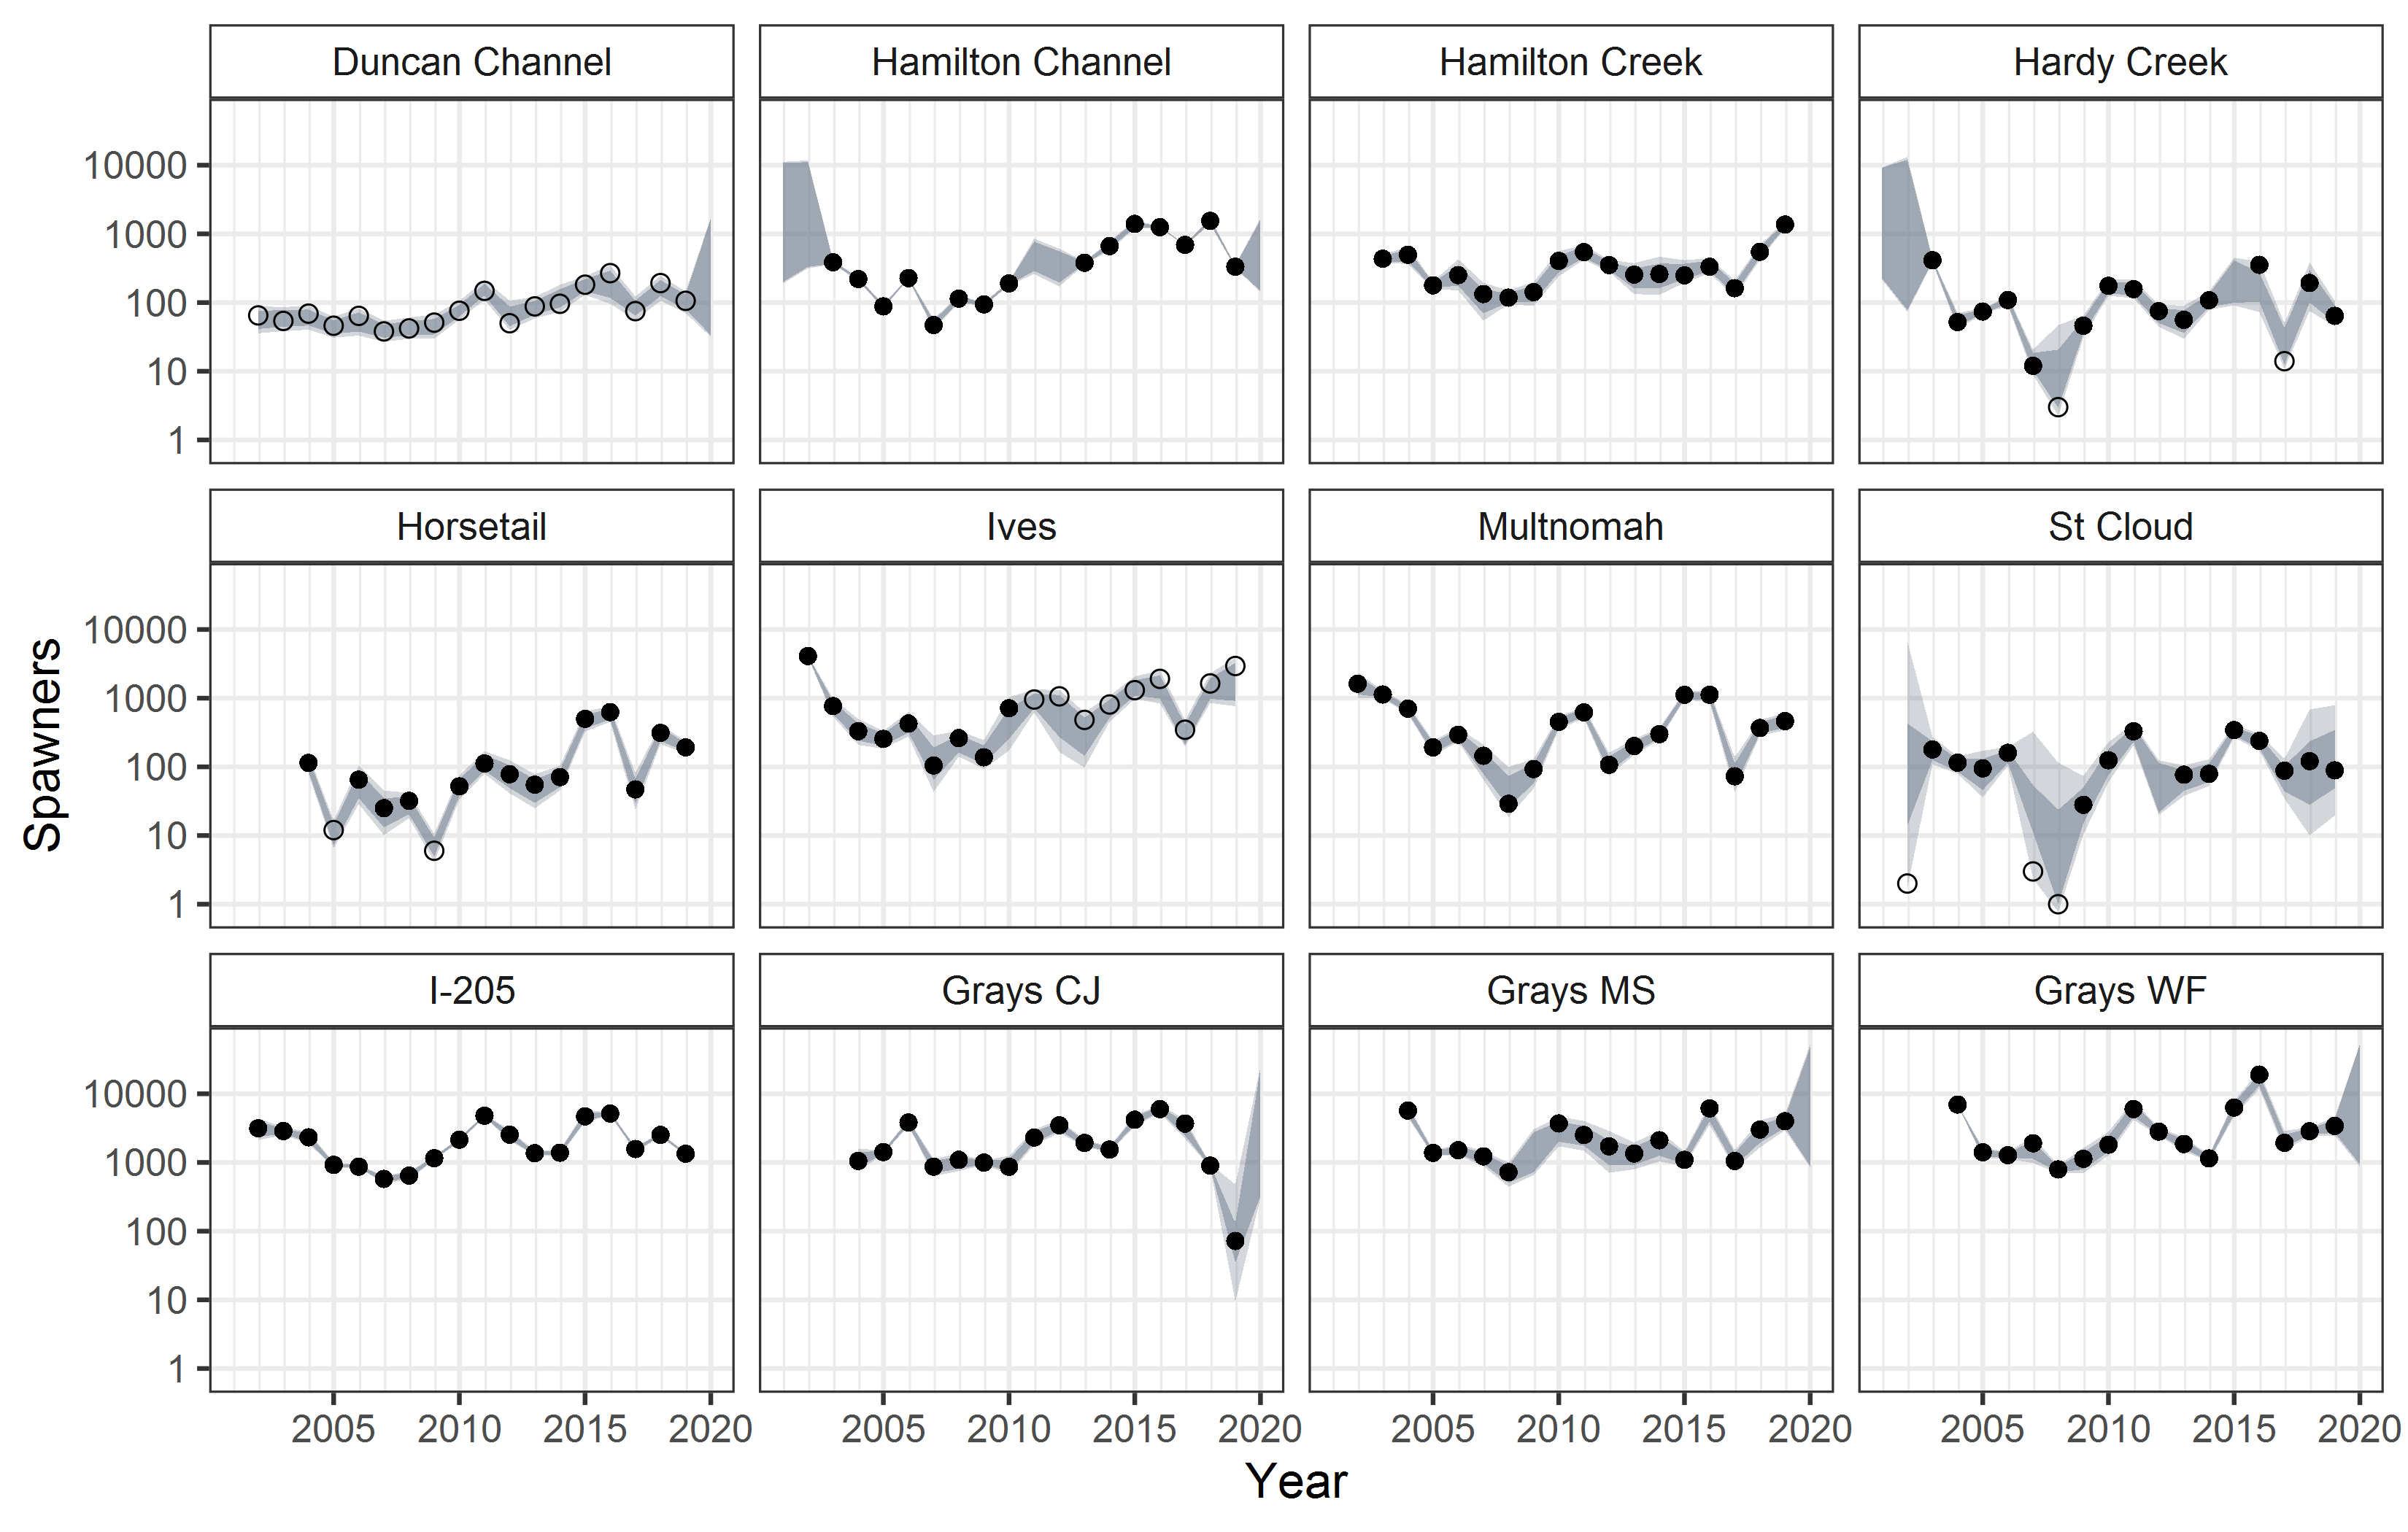 Duncan Channel Hamilton Channel Hamilton Creek Hardy Creek
10000
1000
100
10
1
Horsetail Ives Multnomah St Cloud
10000
1000
100
10
1
Spawners
I-205 Grays CJ Grays MS Grays WF
10000
1000
100
10
1
2005 2010 2015 2020 2005 2010 2015 2020 2005 2010 2015 2020 2005 2010 2015 2020
Year